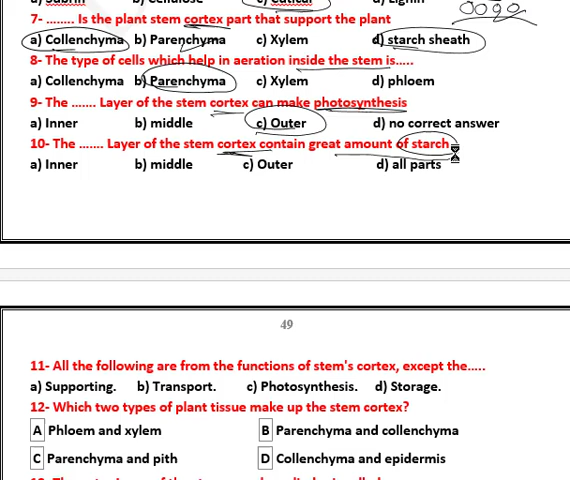 a) Subrin b) Cellulose c) Cuticul d) Lignin
7- ........ Is the plant stem cortex part that support the plant
a) Collenchyma b) Parenchyma c) Xylem d) starch sheath
8- The type of cells which help in aeration inside the stem is.....
a) Collenchyma b) Parenchyma c) Xylem d) phloem
9- The ....... Layer of the stem cortex can make photosynthesis
a) Inner b) middle c) Outer d) no correct answer
10- The ....... Layer of the stem cortex contain great amount of starch
a) Inner b) middle c) Outer d) all parts
49
11- All the following are from the functions of stem's cortex, except the.....
a) Supporting. b) Transport. c) Photosynthesis. d) Storage.
12- Which two types of plant tissue make up the stem cortex?
A Phloem and xylem B Parenchyma and collenchyma
C Parenchyma and pith D Collenchyma and epidermis